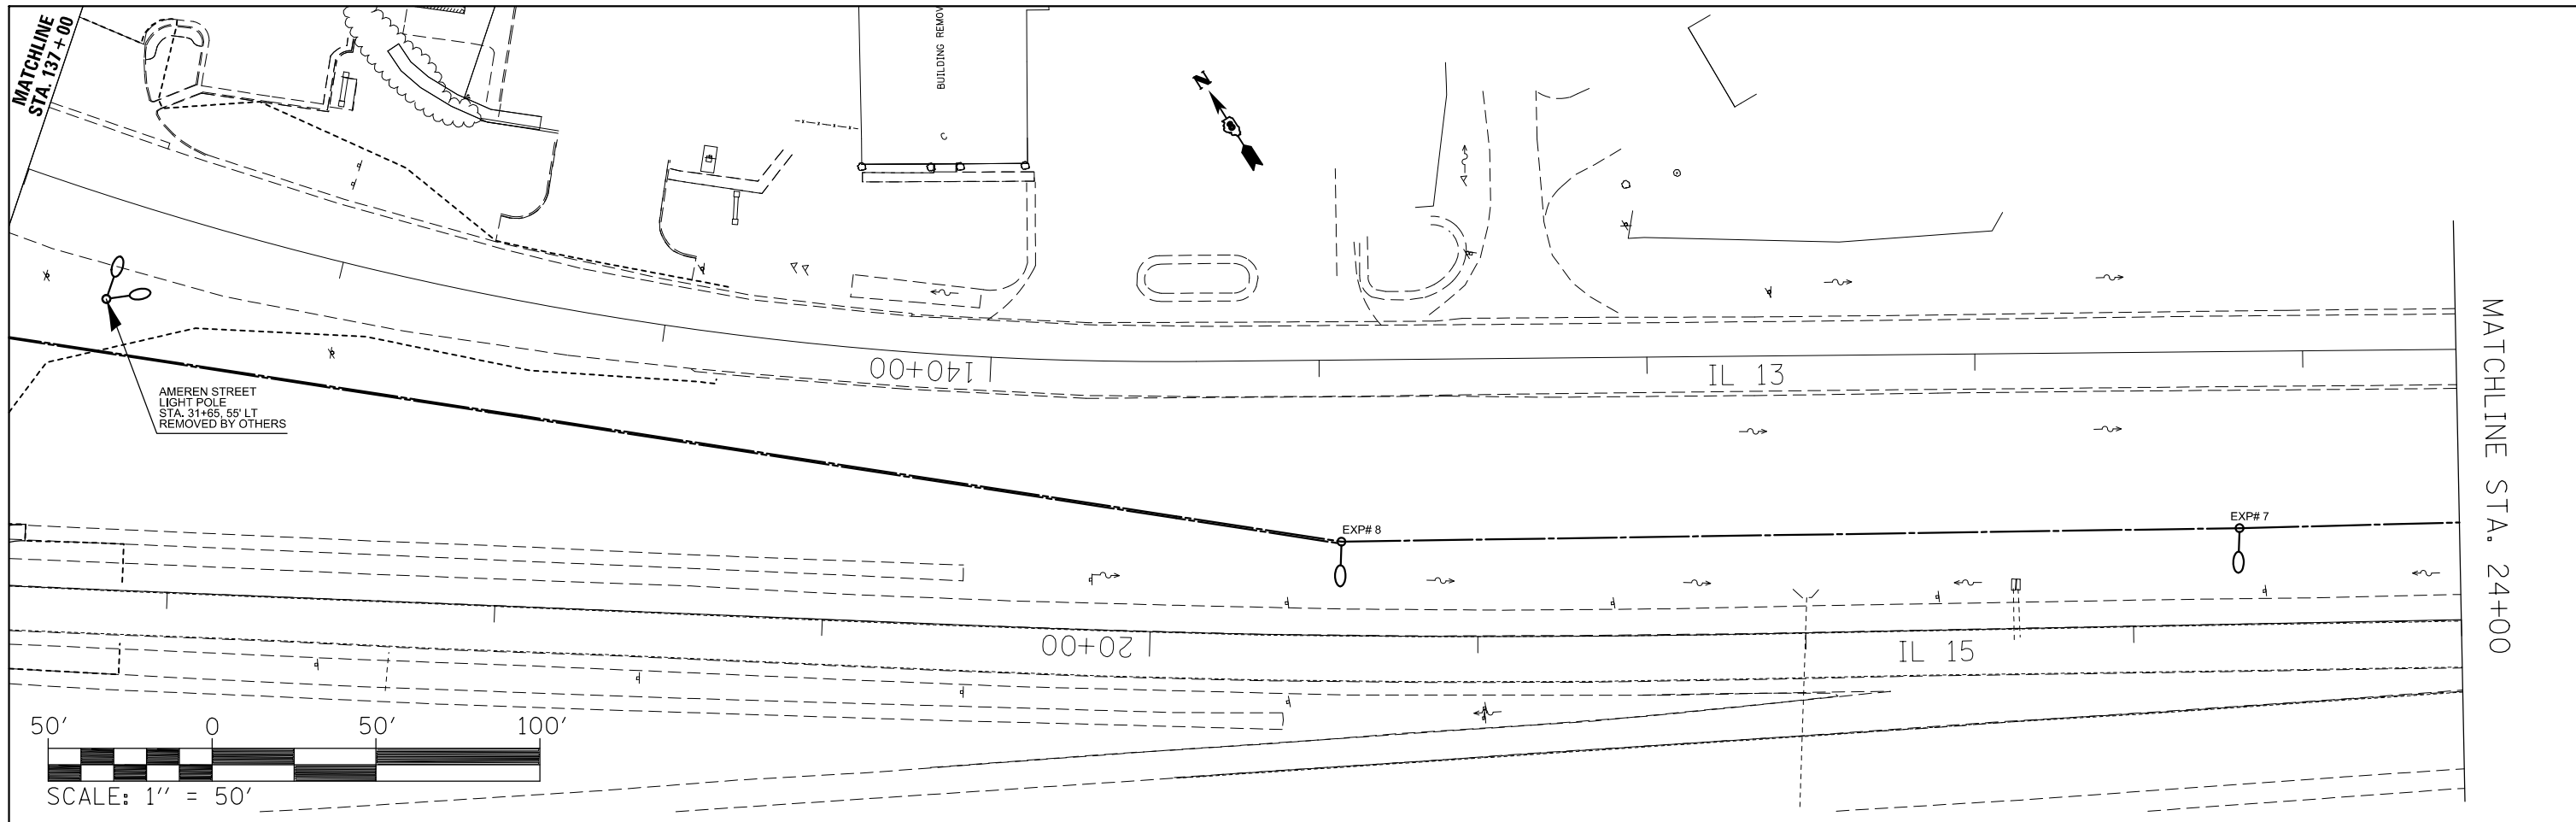 MATCHLINE
STA. 137+00
BUILDING REMOV
C
N
AMEREN STREET
LIGHT POLE
STA. 31+65, 55' LT
REMOVED BY OTHERS
140+00
IL 13
EXP# 8
EXP# 7
20+00
IL 15
MATCHLINE STA. 24+00
50' 0 50' 100'
SCALE: 1'' = 50'